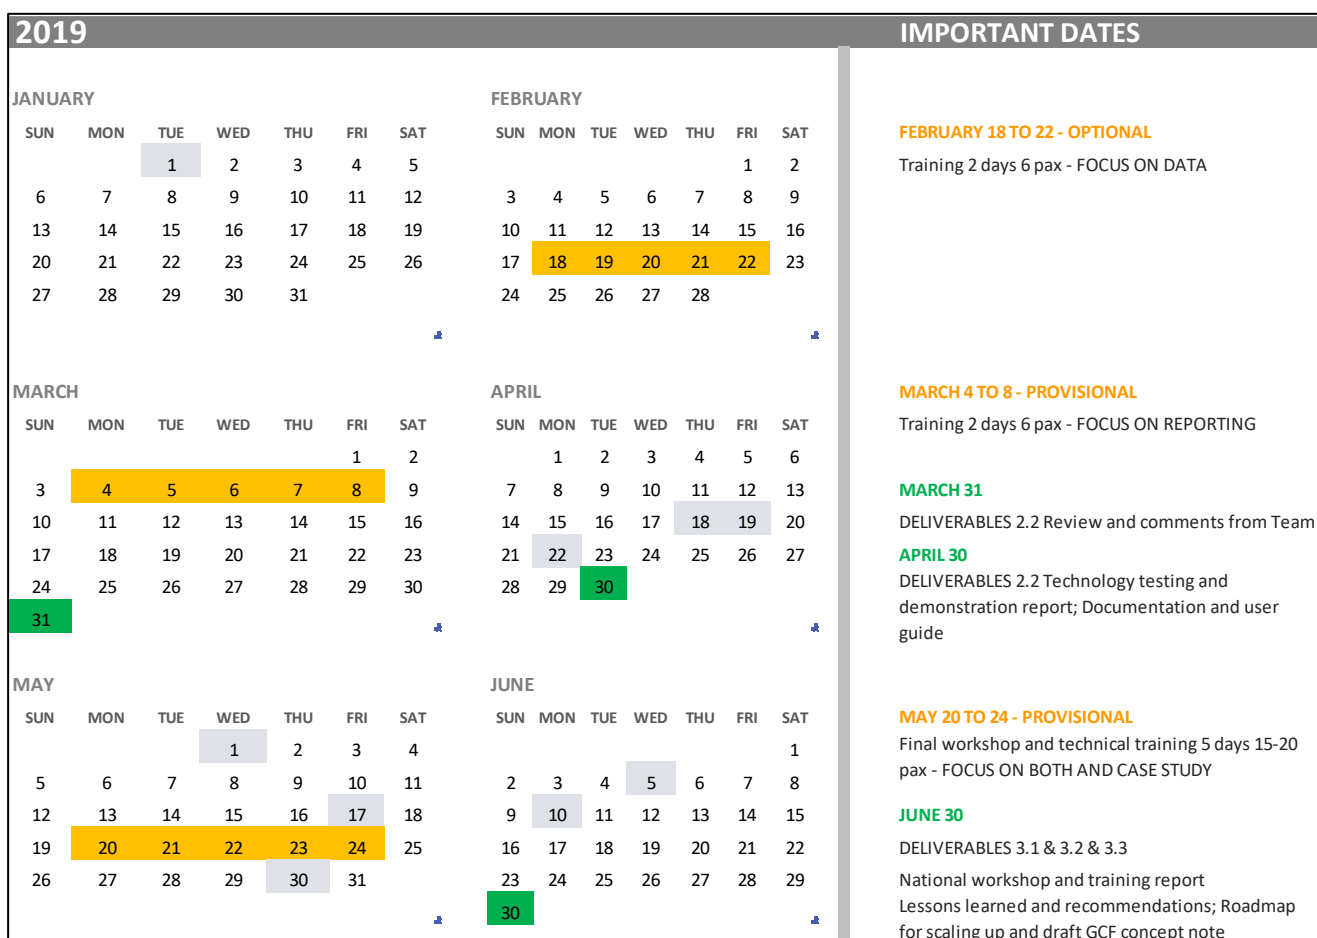 2019 IMPORTANT DATES
JANUARY
SUN MON TUE WED THU FRI SAT
1 2 3 4 5
6 7 8 9 10 11 12
13 14 15 16 17 18 19
20 21 22 23 24 25 26
27 28 29 30 31
FEBRUARY
SUN MON TUE WED THU FRI SAT
1 2
3 4 5 6 7 8 9
10 11 12 13 14 15 16
17 18 19 20 21 22 23
24 25 26 27 28
FEBRUARY 18 TO 22 - OPTIONAL
Training 2 days 6 pax - FOCUS ON DATA
MARCH
SUN MON TUE WED THU FRI SAT
1 2
3 4 5 6 7 8 9
10 11 12 13 14 15 16
17 18 19 20 21 22 23
24 25 26 27 28 29 30
31
APRIL
SUN MON TUE WED THU FRI SAT
1 2 3 4 5 6
7 8 9 10 11 12 13
14 15 16 17 18 19 20
21 22 23 24 25 26 27
28 29 30
MARCH 4 TO 8 - PROVISIONAL
Training 2 days 6 pax - FOCUS ON REPORTING
MARCH 31
DELIVERABLES 2.2 Review and comments from Team
APRIL 30
DELIVERABLES 2.2 Technology testing and
demonstration report; Documentation and user
guide
MAY
SUN MON TUE WED THU FRI SAT
1 2 3 4
5 6 7 8 9 10 11
12 13 14 15 16 17 18
19 20 21 22 23 24 25
26 27 28 29 30 31
JUNE
SUN MON TUE WED THU FRI SAT
1
2 3 4 5 6 7 8
9 10 11 12 13 14 15
16 17 18 19 20 21 22
23 24 25 26 27 28 29
30
MAY 20 TO 24 - PROVISIONAL
Final workshop and technical training 5 days 15-20
pax - FOCUS ON BOTH AND CASE STUDY
JUNE 30
DELIVERABLES 3.1 & 3.2 & 3.3
National workshop and training report
Lessons learned and recommendations; Roadmap
for scaling up and draft GCF concept note